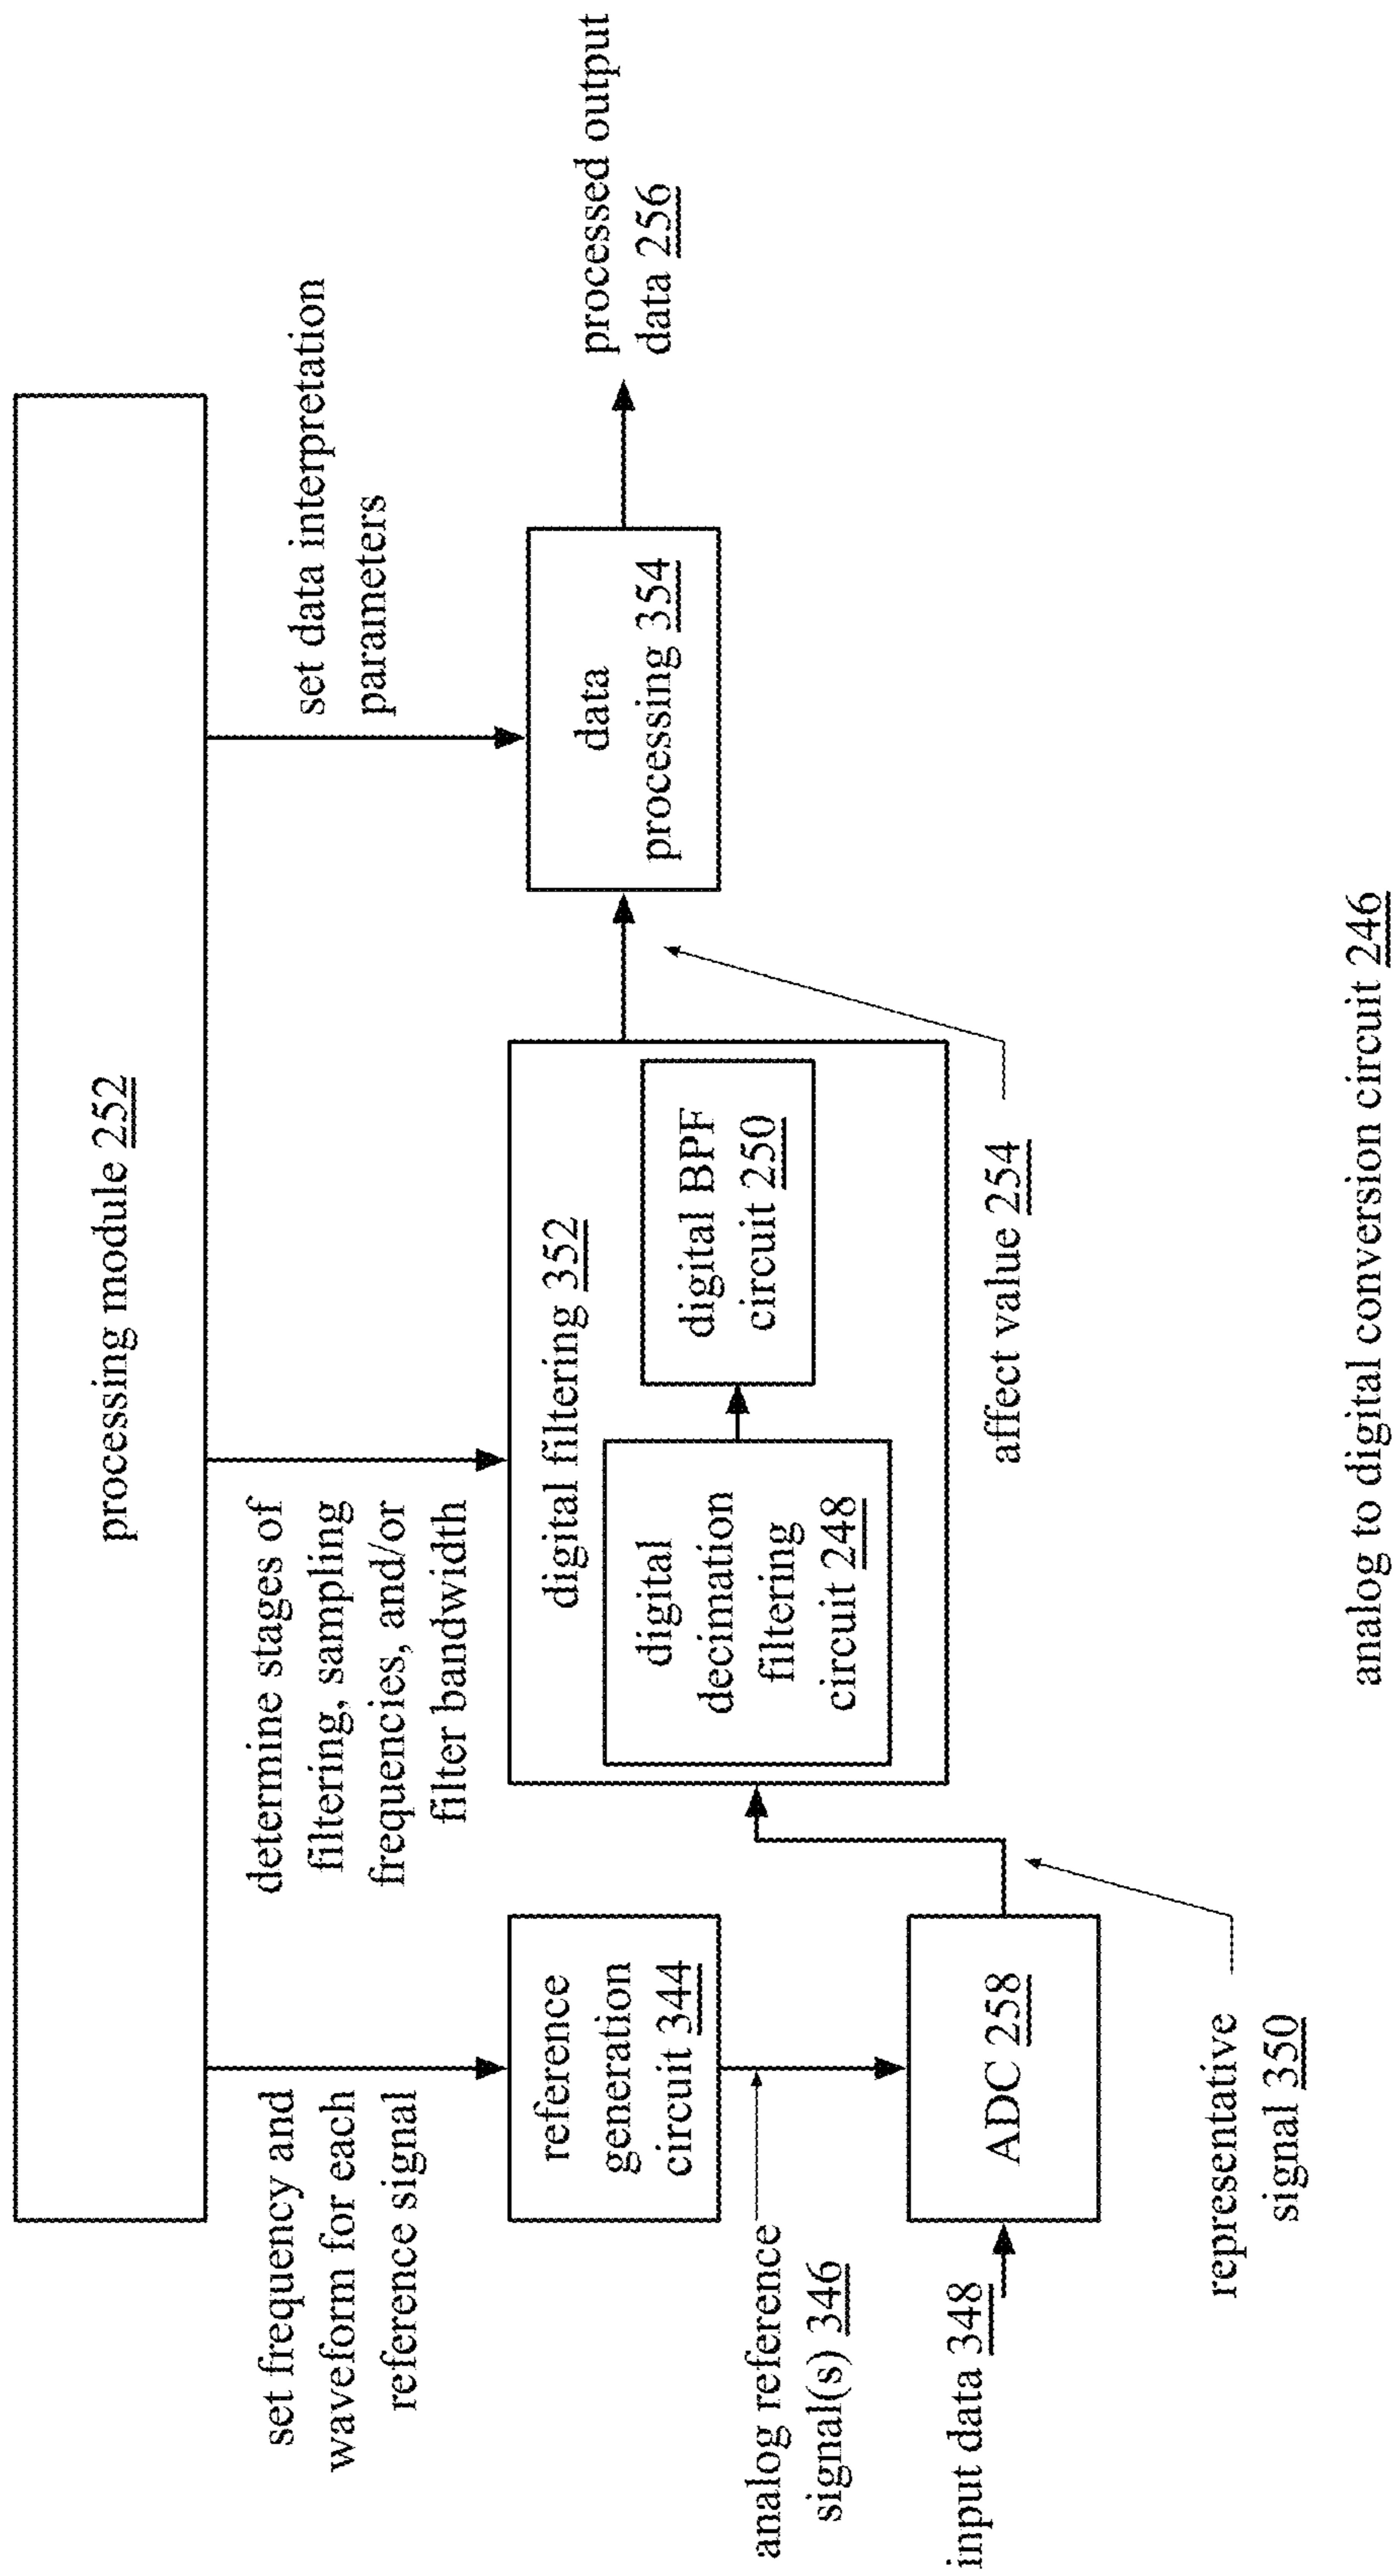 processing module 252
set frequency and
waveform for each
reference signal
determine stages of
filtering, sampling
frequencies, and/or
filter bandwidth
set data interpretation
parameters
reference
generation
circuit 344
digital filtering 352
digital
decimation
filtering
circuit 248
digital BPF
circuit 250
data
processing 354
processed output
data 256
analog reference
signal(s) 346
input data 348
ADC 258
representative
signal 350
affect value 254
analog to digital conversion circuit 246